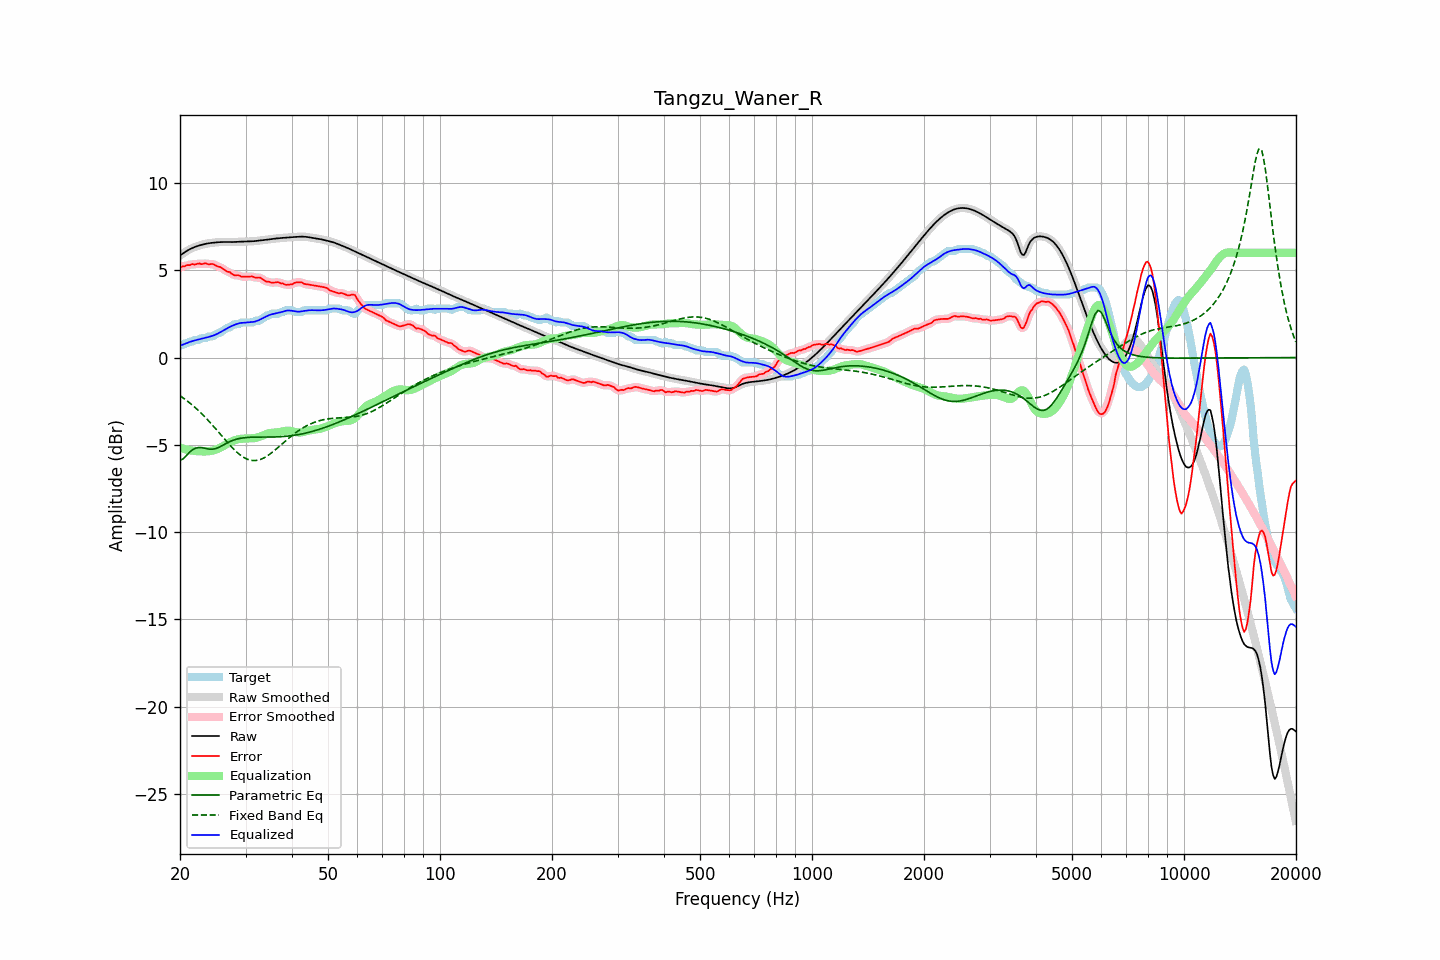 Tangzu_Waner_R
Amplitude (dBr)
10
5
0
−5
−10
−15
−20
−25
Target
Raw Smoothed
Error Smoothed
Raw
Error
Equalization
Parametric Eq
Fixed Band Eq
Equalized
20 50 100 200 500 1000 2000 5000 10000 20000
Frequency (Hz)